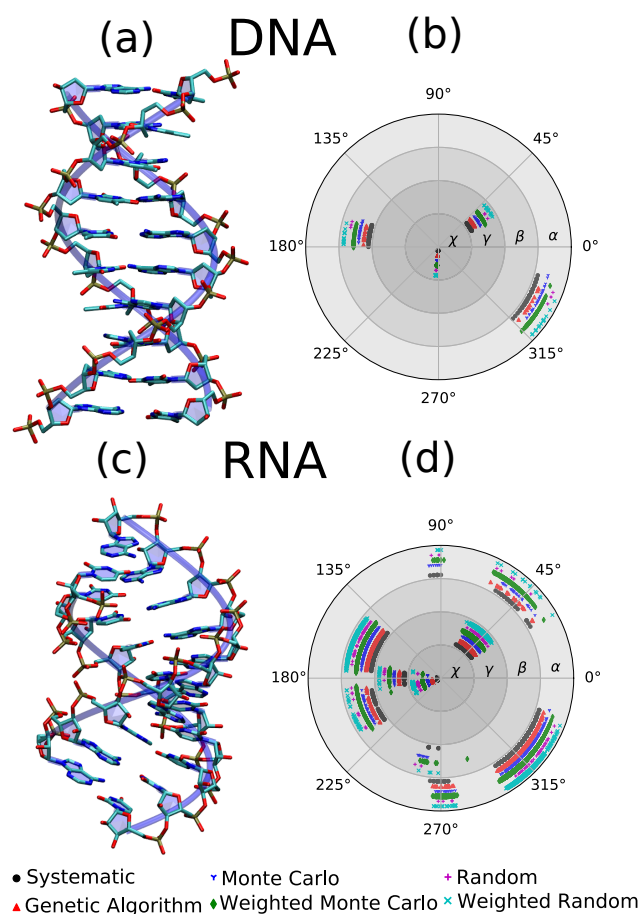 (a) DNA (b)
90°
135° 45°
180° χ γ β α 0°
225° 315°
270°
(c) RNA (d)
90°
135° 45°
180° χ γ β α 0°
225° 315°
270°
Systematic Monte Carlo Random
Genetic Algorithm Weighted Monte Carlo Weighted Random